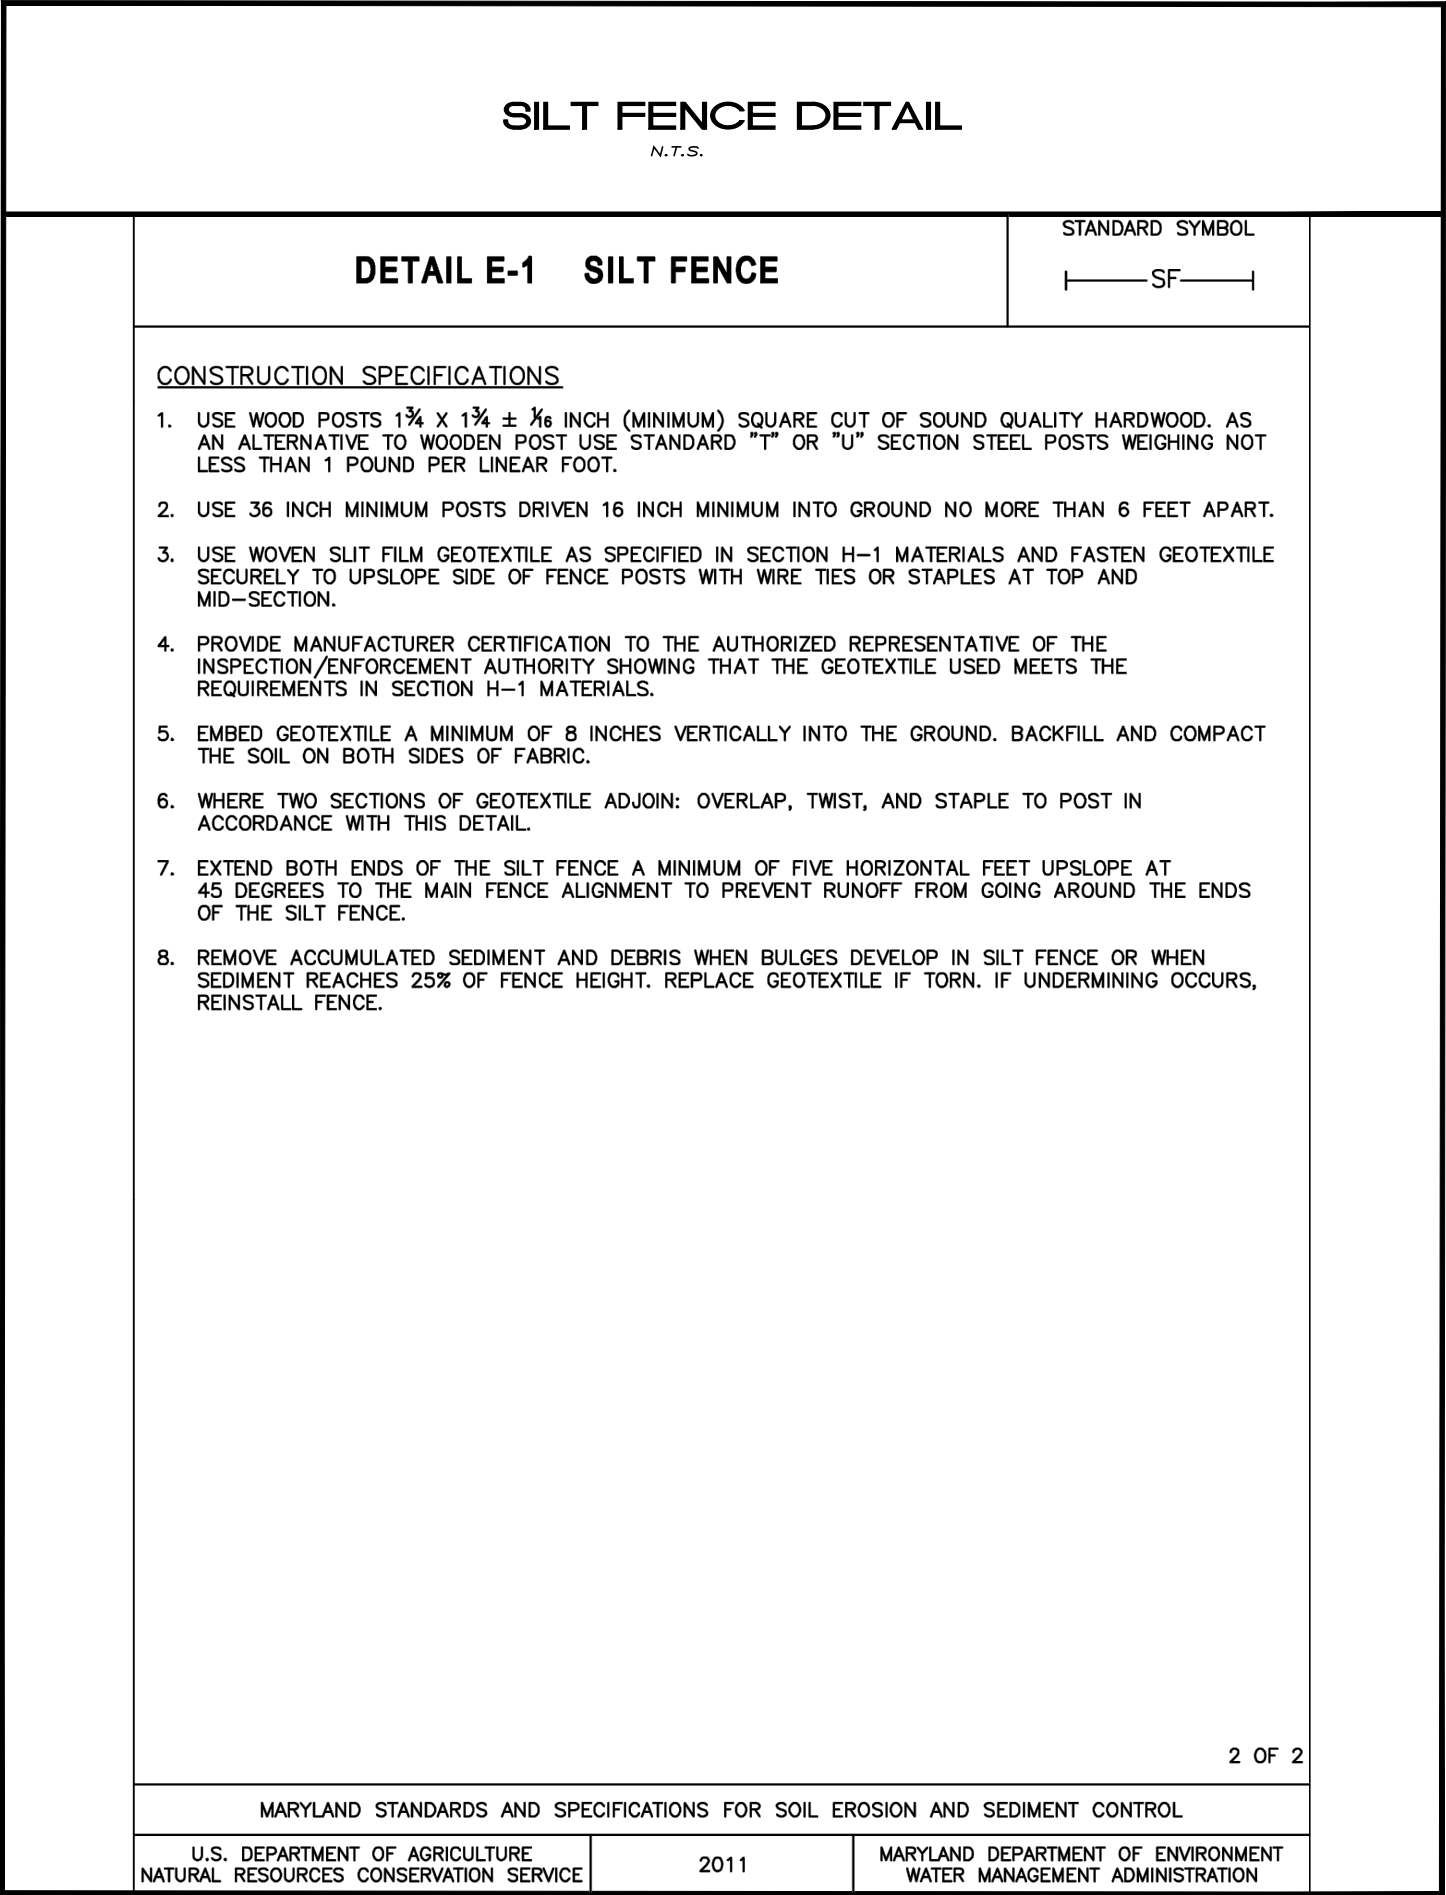 SILT FENCE DETAIL
N.T.S.
DETAIL E-1 SILT FENCE
STANDARD SYMBOL
SF
CONSTRUCTION SPECIFICATIONS
1. USE WOOD POSTS 1¾ X 1¾ ± 1/16 INCH (MINIMUM) SQUARE CUT OF SOUND QUALITY HARDWOOD. AS
AN ALTERNATIVE TO WOODEN POST USE STANDARD "T" OR "U" SECTION STEEL POSTS WEIGHING NOT
LESS THAN 1 POUND PER LINEAR FOOT.
2. USE 36 INCH MINIMUM POSTS DRIVEN 16 INCH MINIMUM INTO GROUND NO MORE THAN 6 FEET APART.
3. USE WOVEN SLIT FILM GEOTEXTILE AS SPECIFIED IN SECTION H-1 MATERIALS AND FASTEN GEOTEXTILE
SECURELY TO UPSLOPE SIDE OF FENCE POSTS WITH WIRE TIES OR STAPLES AT TOP AND
MID-SECTION.
4. PROVIDE MANUFACTURER CERTIFICATION TO THE AUTHORIZED REPRESENTATIVE OF THE
INSPECTION/ENFORCEMENT AUTHORITY SHOWING THAT THE GEOTEXTILE USED MEETS THE
REQUIREMENTS IN SECTION H-1 MATERIALS.
5. EMBED GEOTEXTILE A MINIMUM OF 8 INCHES VERTICALLY INTO THE GROUND. BACKFILL AND COMPACT
THE SOIL ON BOTH SIDES OF FABRIC.
6. WHERE TWO SECTIONS OF GEOTEXTILE ADJOIN: OVERLAP, TWIST, AND STAPLE TO POST IN
ACCORDANCE WITH THIS DETAIL.
7. EXTEND BOTH ENDS OF THE SILT FENCE A MINIMUM OF FIVE HORIZONTAL FEET UPSLOPE AT
45 DEGREES TO THE MAIN FENCE ALIGNMENT TO PREVENT RUNOFF FROM GOING AROUND THE ENDS
OF THE SILT FENCE.
8. REMOVE ACCUMULATED SEDIMENT AND DEBRIS WHEN BULGES DEVELOP IN SILT FENCE OR WHEN
SEDIMENT REACHES 25% OF FENCE HEIGHT. REPLACE GEOTEXTILE IF TORN. IF UNDERMINING OCCURS,
REINSTALL FENCE.
2 OF 2
MARYLAND STANDARDS AND SPECIFICATIONS FOR SOIL EROSION AND SEDIMENT CONTROL
U.S. DEPARTMENT OF AGRICULTURE
NATURAL RESOURCES CONSERVATION SERVICE
2011
MARYLAND DEPARTMENT OF ENVIRONMENT
WATER MANAGEMENT ADMINISTRATION